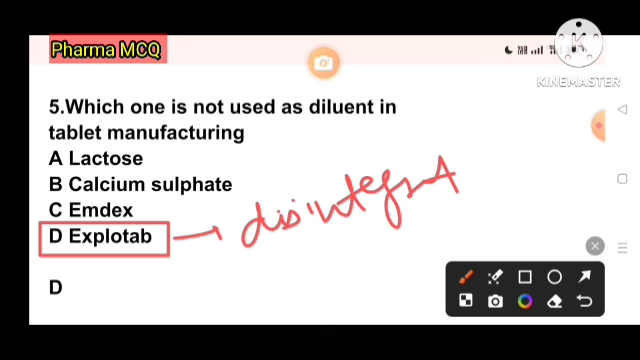 Pharma MCQ
KINEMASTER
5.Which one is not used as diluent in
tablet manufacturing
A Lactose
B Calcium sulphate
C Emdex
D Explotab
disintegrat
D